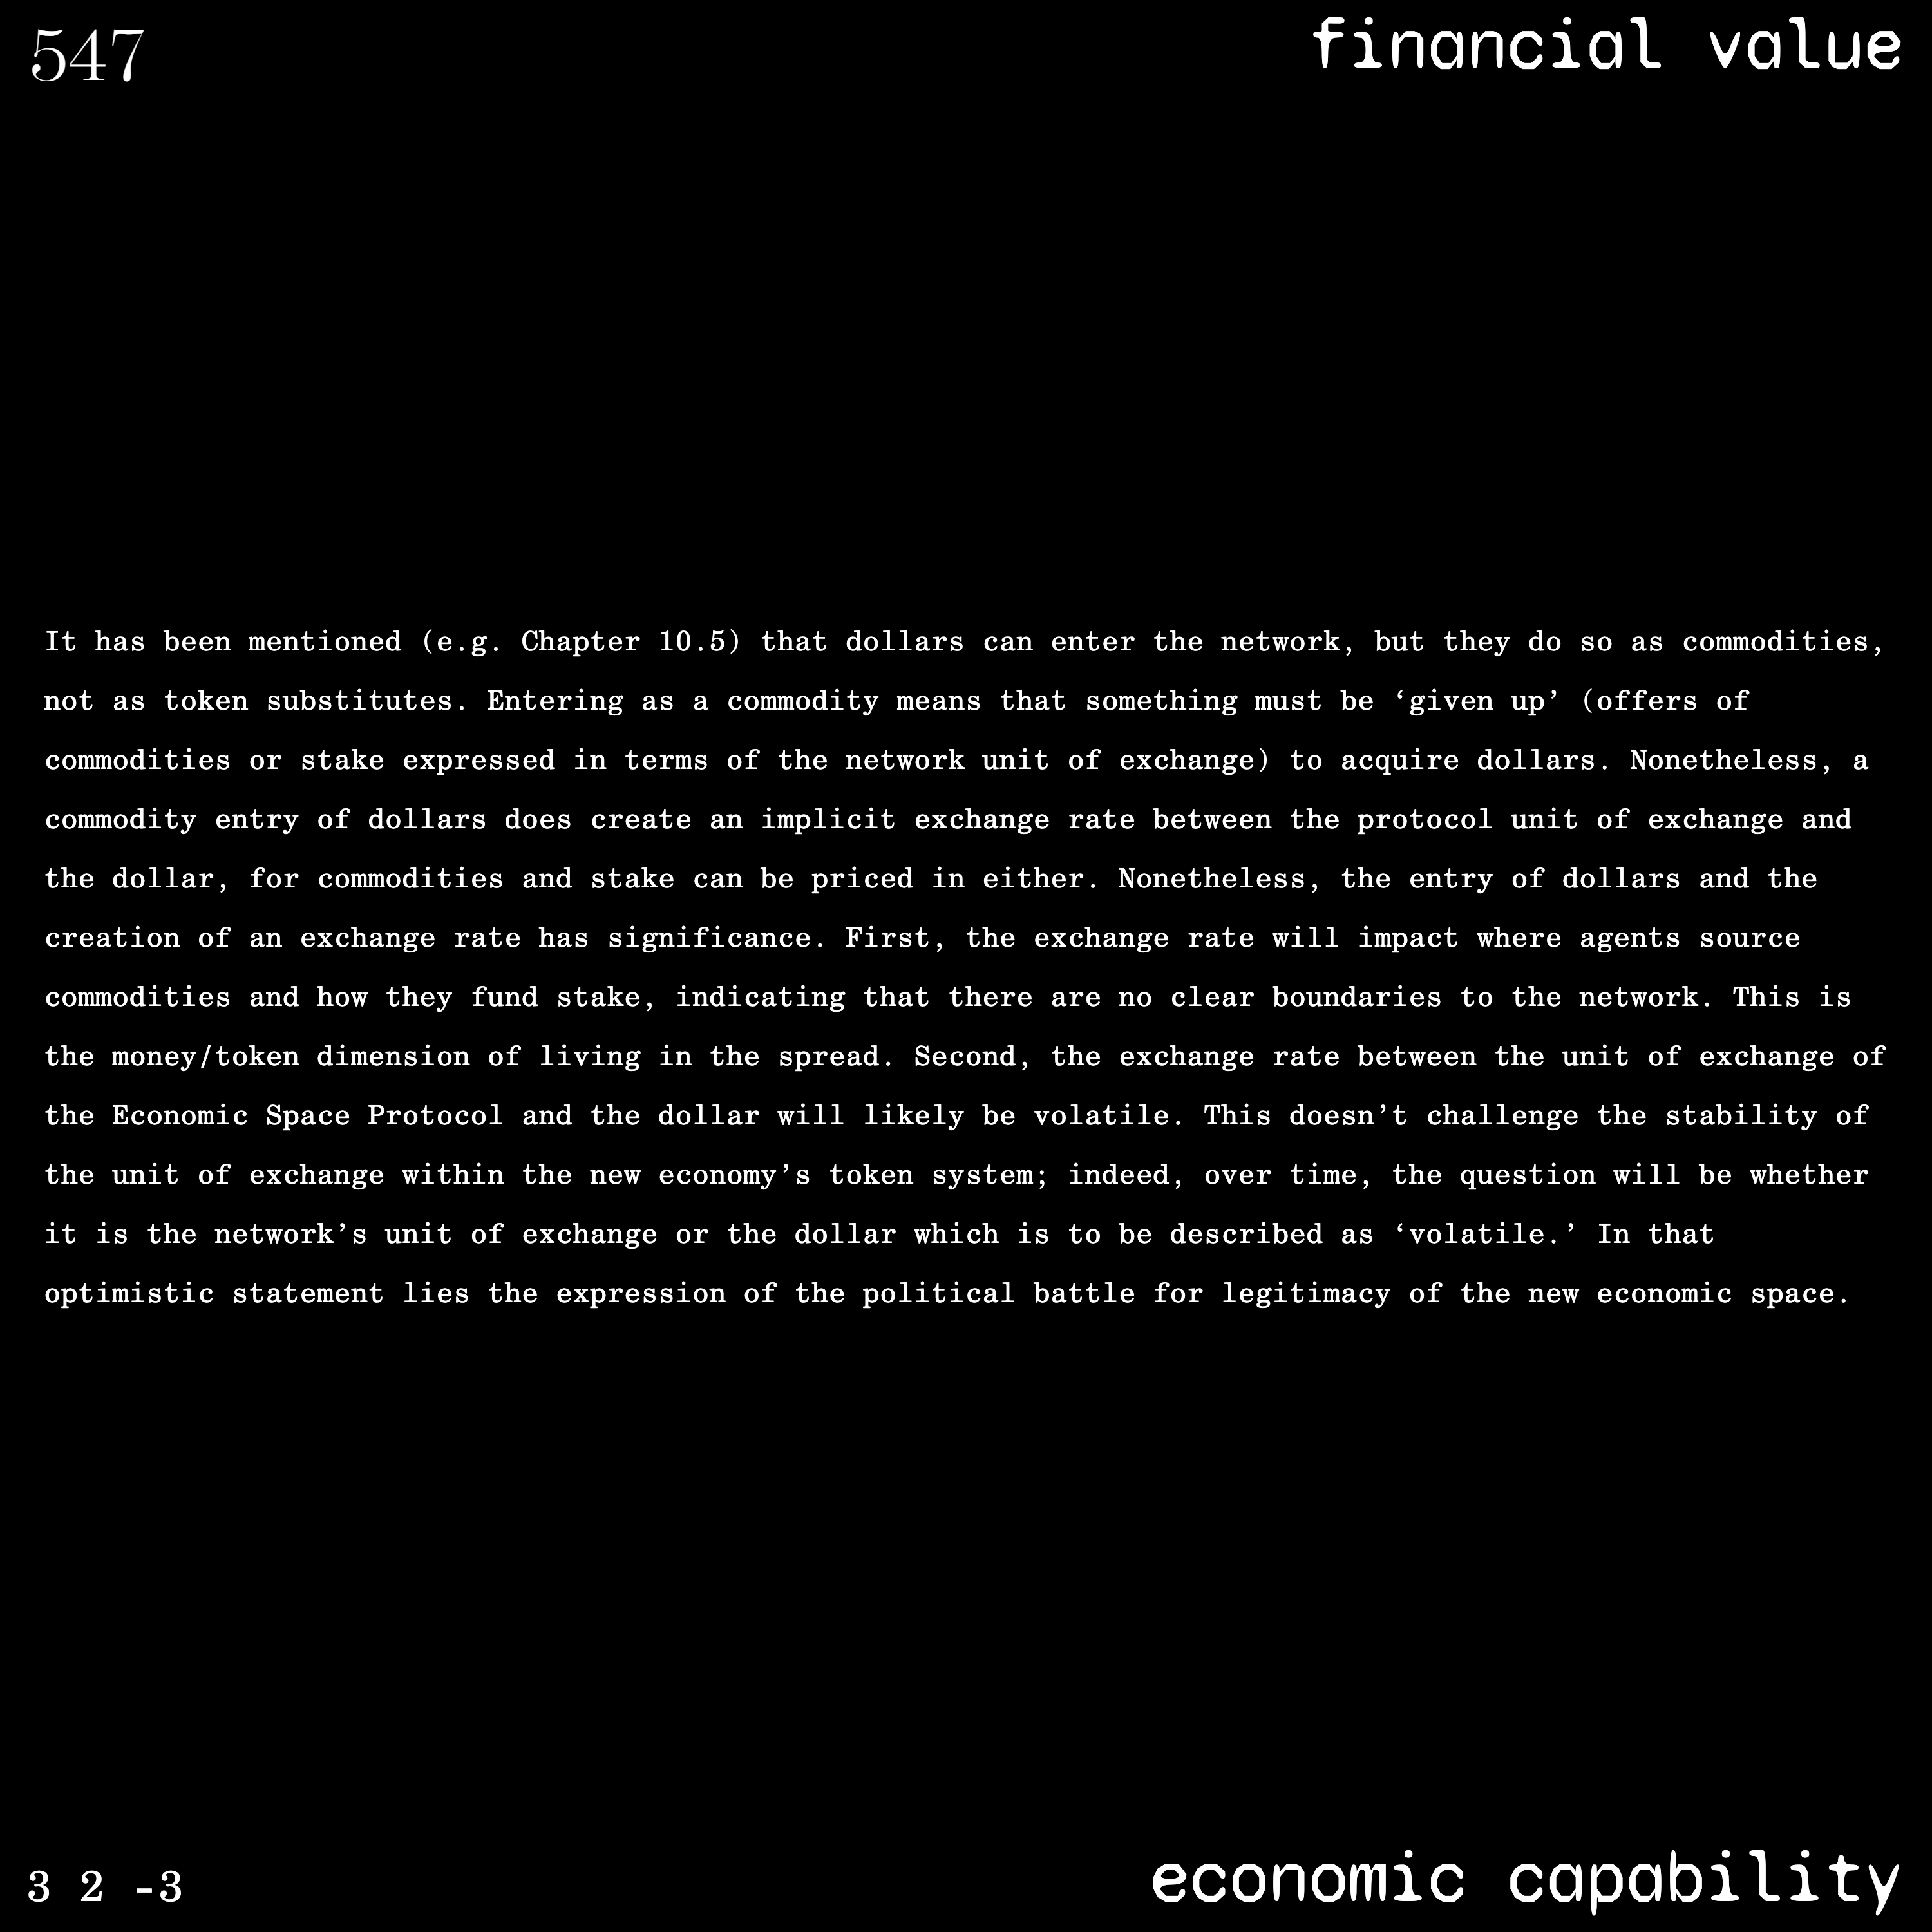 547
financial value
It has been mentioned (e.g. Chapter 10.5) that dollars can enter the network, but they do so as commodities,
not as token substitutes. Entering as a commodity means that something must be ‘given up’ (offers of
commodities or stake expressed in terms of the network unit of exchange) to acquire dollars. Nonetheless, a
commodity entry of dollars does create an implicit exchange rate between the protocol unit of exchange and
the dollar, for commodities and stake can be priced in either. Nonetheless, the entry of dollars and the
creation of an exchange rate has significance. First, the exchange rate will impact where agents source
commodities and how they fund stake, indicating that there are no clear boundaries to the network. This is
the money/token dimension of living in the spread. Second, the exchange rate between the unit of exchange of
the Economic Space Protocol and the dollar will likely be volatile. This doesn’t challenge the stability of
the unit of exchange within the new economy’s token system; indeed, over time, the question will be whether
it is the network’s unit of exchange or the dollar which is to be described as ‘volatile.’ In that
optimistic statement lies the expression of the political battle for legitimacy of the new economic space.
3 2 -3
economic capability